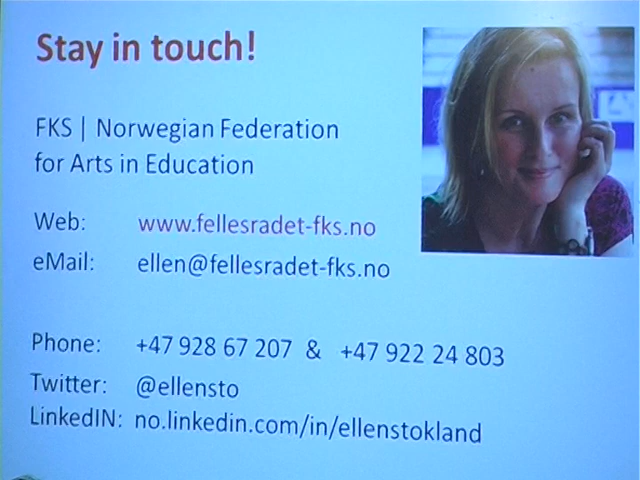 Stay in touch!
FKS | Norwegian Federation
for Arts in Education
Web: www.fellesradet-fks.no
eMail: ellen@fellesradet-fks.no
Phone: +47 928 67 207 & +47 922 24 803
Twitter: @ellensto
LinkedIN: no.linkedin.com/in/ellenstokland